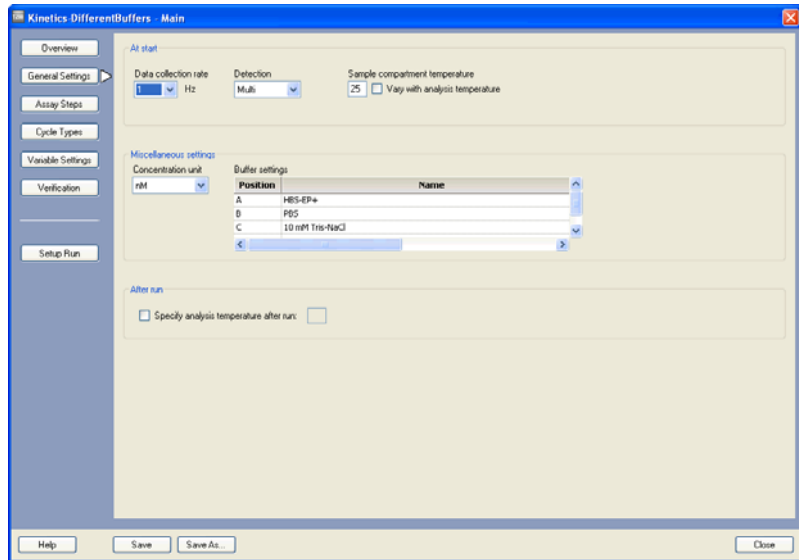 Kinetics-DifferentBuffers - Main
Overview
General Settings
Assay Steps
Cycle Types
Variable Settings
Verification
Setup Run
At start
Data collection rate
1 Hz
Detection
Multi
Sample compartment temperature
25 Vary with analysis temperature
Miscellaneous settings
Concentration unit
nM
Buffer settings
Position Name
A HBS-EP+
B PBS
C 10 mM Tris-NaCl
After run
Specify analysis temperature after run:
Help Save Save As... Close